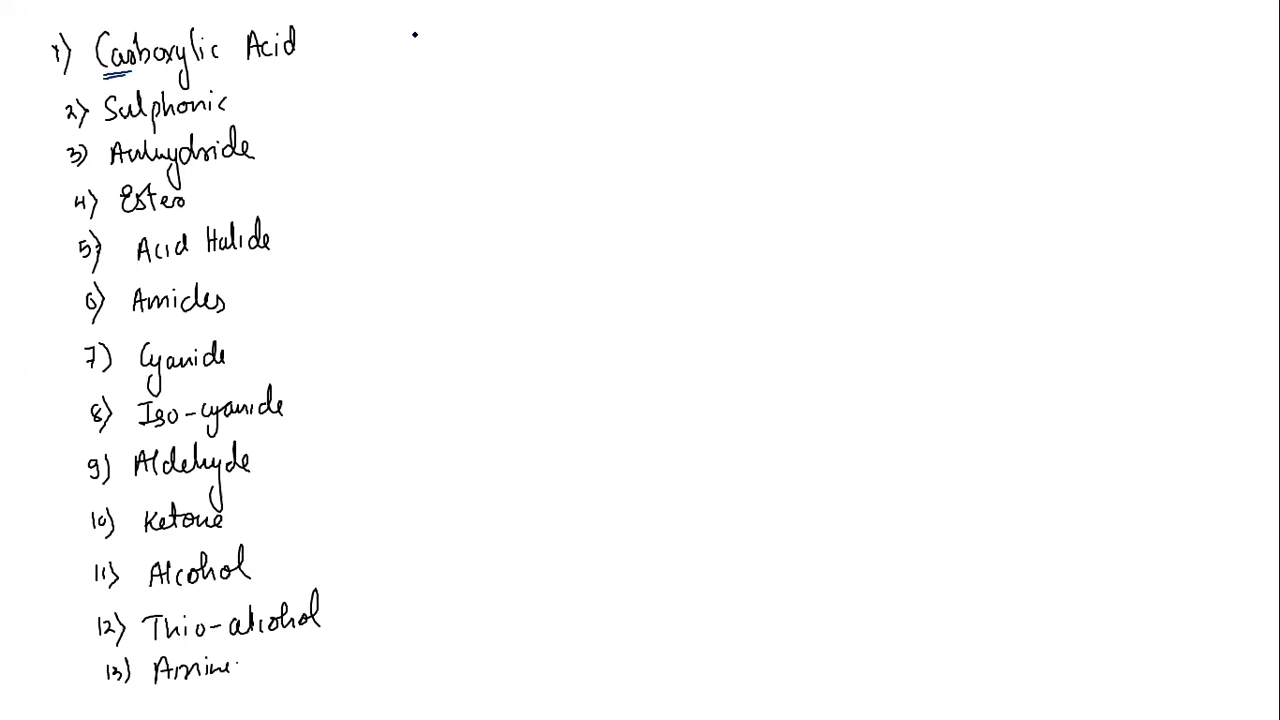 1) Carboxylic Acid
2) Sulphonic
3) Anhydride
4) Ester
5) Acid Halide
6) Amides
7) Cyanide
8) Iso-cyanide
9) Aldehyde
10) Ketone
11) Alcohol
12) Thio-alcohol
13) Amine